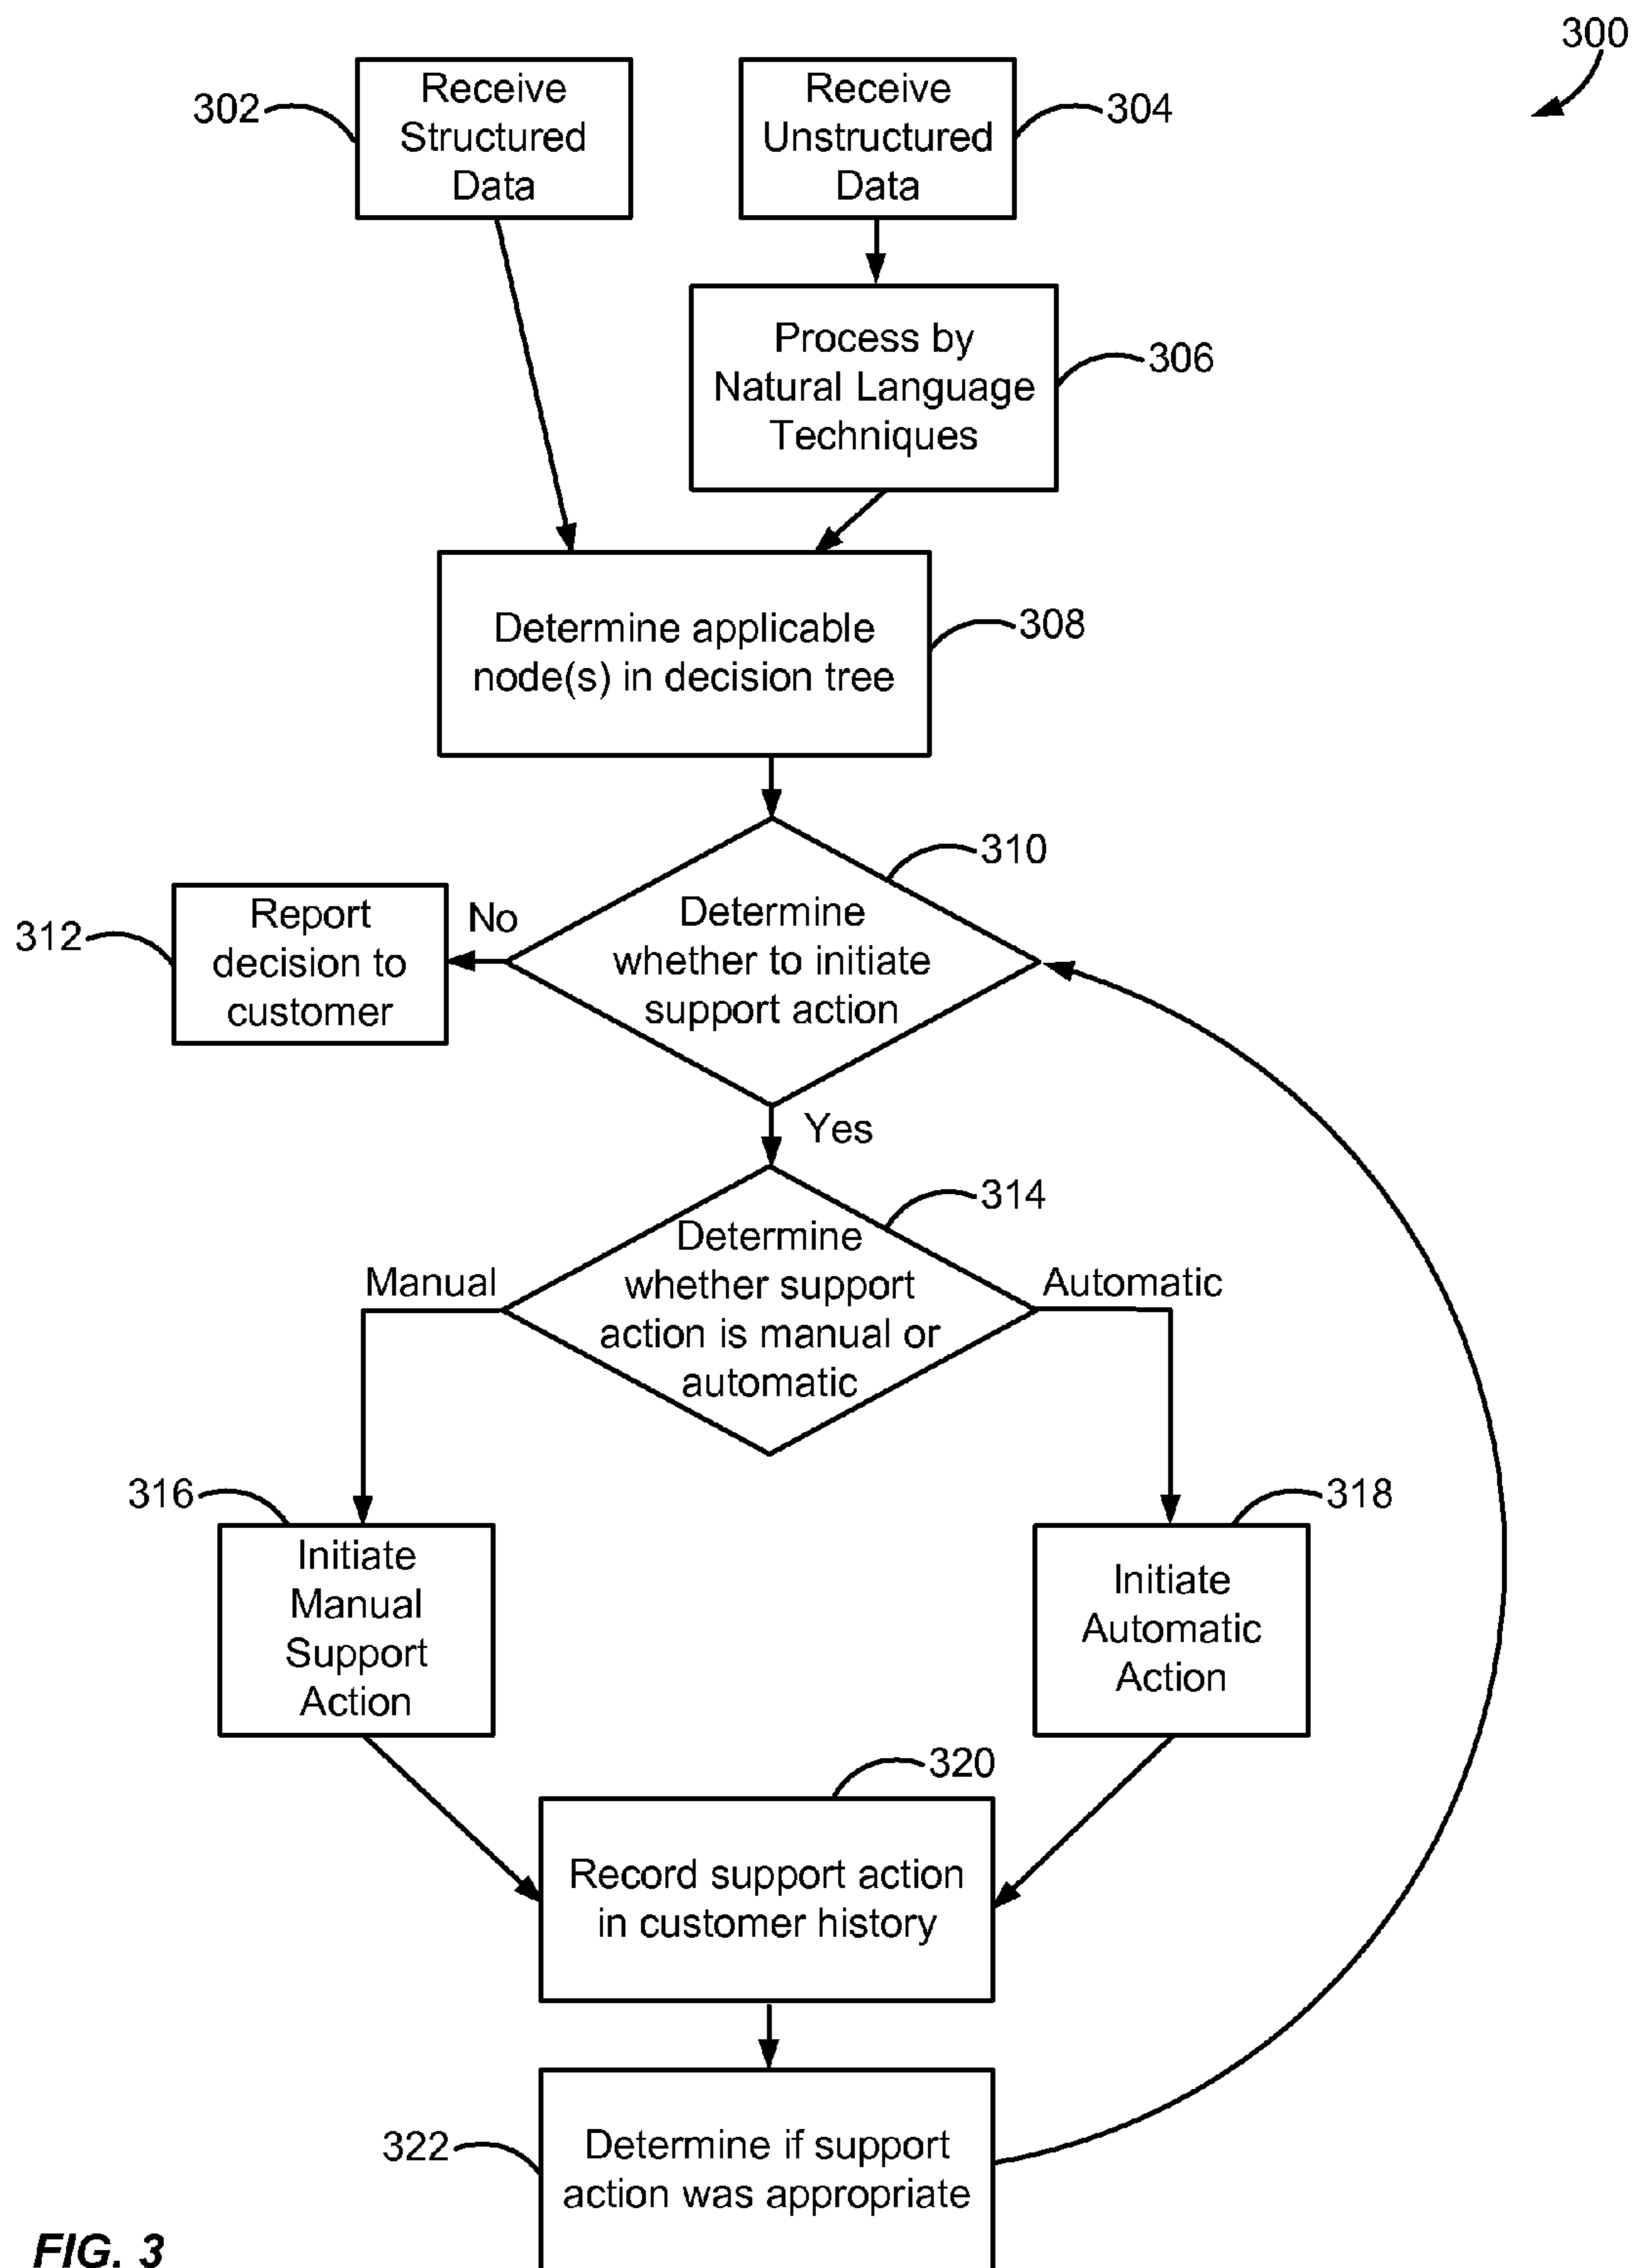 300
302
Receive
Structured
Data
Receive
Unstructured
Data
304
Process by
Natural Language
Techniques
306
Determine applicable
node(s) in decision tree
308
310
Determine
whether to initiate
support action
No
312
Report
decision to
customer
Yes
314
Determine
whether support
action is manual or
automatic
Manual
Automatic
316
Initiate
Manual
Support
Action
318
Initiate
Automatic
Action
320
Record support action
in customer history
322
Determine if support
action was appropriate
FIG. 3